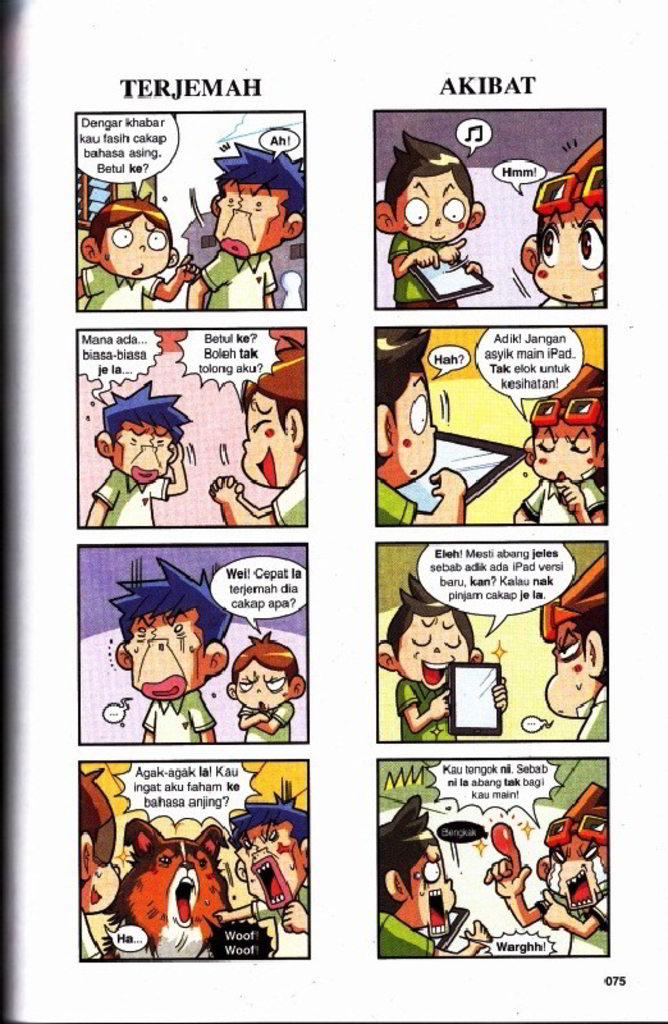 TERJEMAH
Dengar khabar
kau fasih cakap
bahasa asing.
Betul ke?
Ah!
Mana ada...
biasa-biasa
je la...
Betul ke?
Boleh tak
tolong aku?
Wei! Cepat la
terjemah dia
cakap apa?
...
Agak-agak la! Kau
ingat aku faham ke
bahasa anjing?
Ha...
Woof!
Woof!
AKIBAT
Hmm!
Hah?
Adik! Jangan
asyik main iPad..
Tak elok untuk
kesihatan!
Eleh! Mesti abang jeles
sebab adik ada iPad versi
baru, kan? Kalau nak
pinjam cakap je la.
...
Kau tengok ni. Sebab
ni la abang tak bagi
kau main!
Bengkak
Warghh!
075